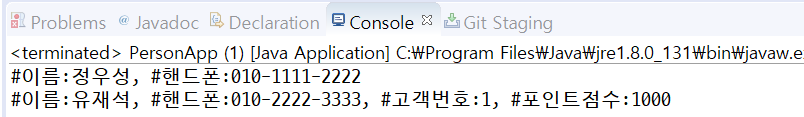 Problems @ Javadoc Declaration Console Git Staging
<terminated> PersonApp (1) [Java Application] C:₩Program Files₩Java₩jre1.8.0_131₩bin₩javaw.ex
#이름:정우성, #핸드폰:010-1111-2222
#이름:유재석, #핸드폰:010-2222-3333, #고객번호:1, #포인트점수:1000